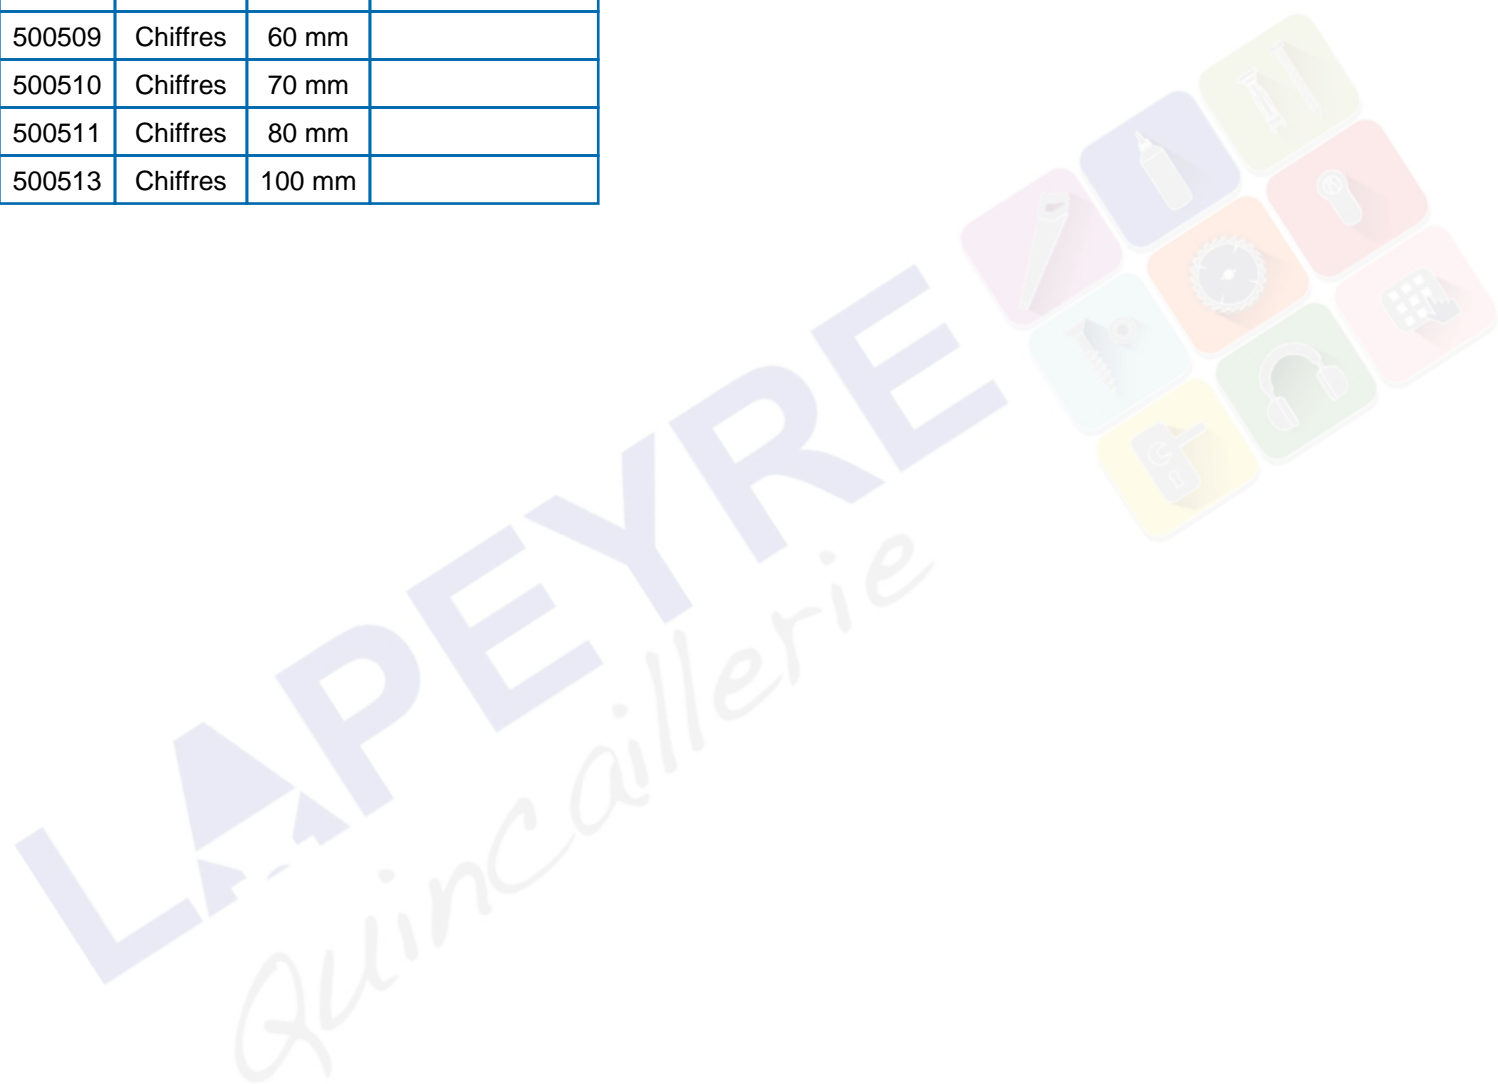 500509 Chiffres 60 mm
500510 Chiffres 70 mm
500511 Chiffres 80 mm
500513 Chiffres 100 mm
LAPEYRE
Quincaillerie